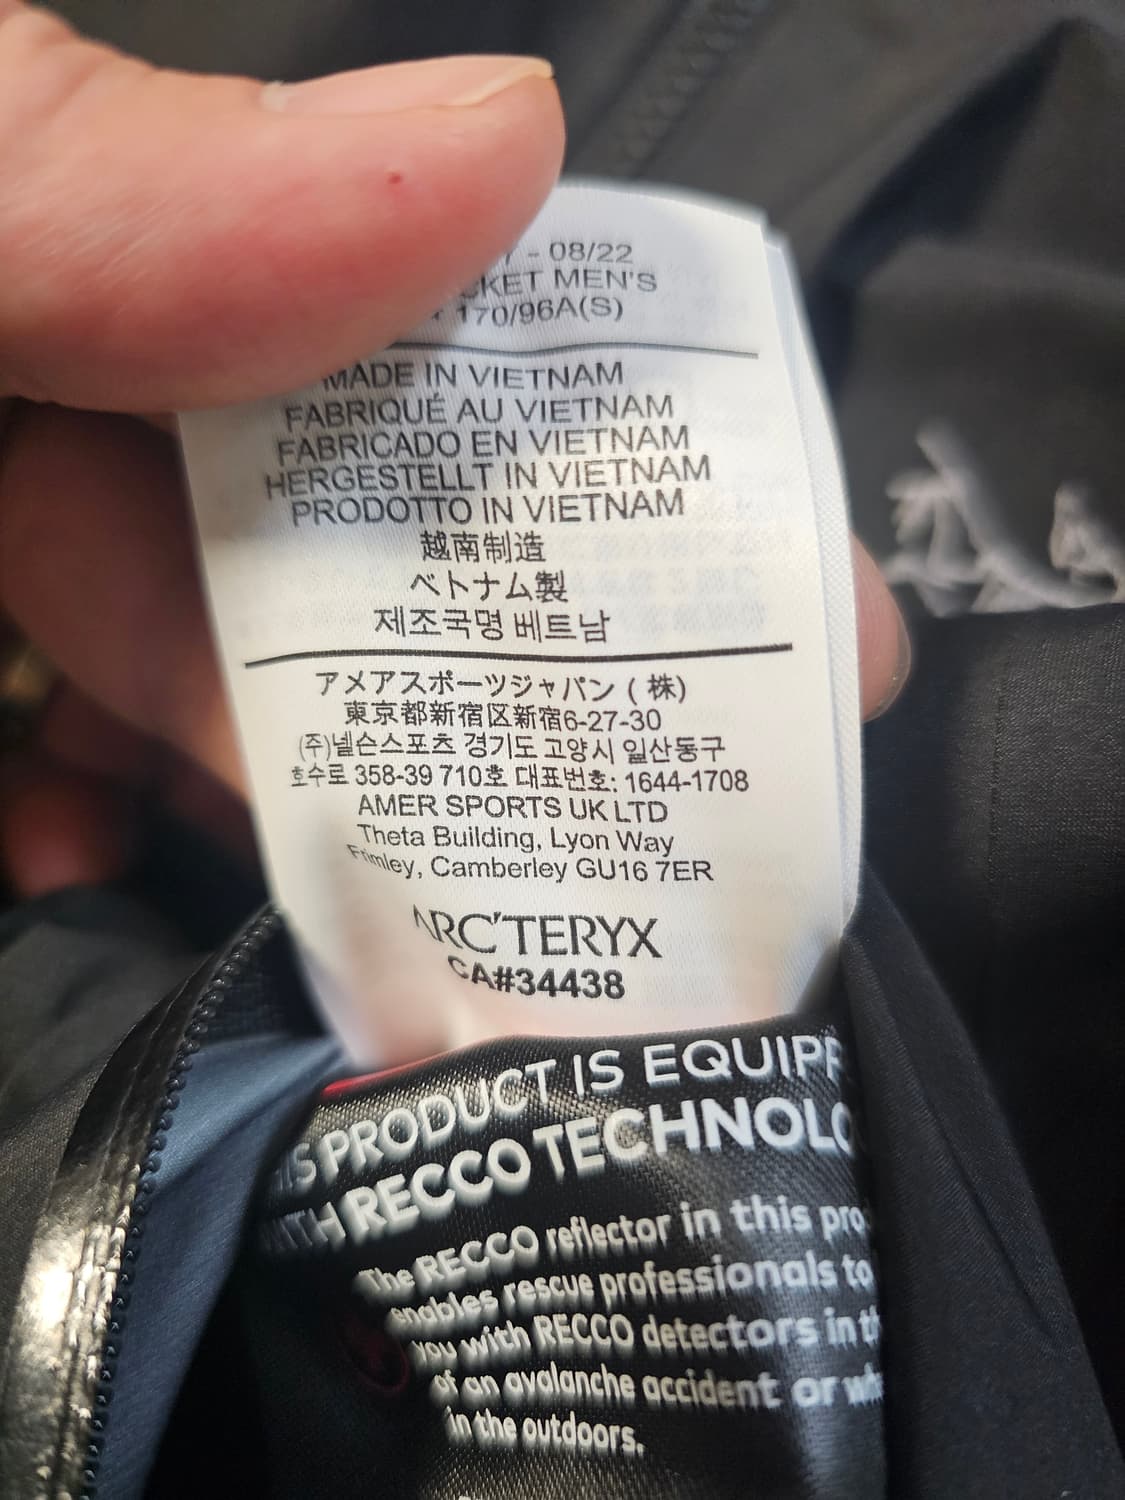 - 08/22
MEN'S
170/96A(S)
MADE IN VIETNAM
FABRIQUÉ AU VIETNAM
FABRICADO EN VIETNAM
HERGESTELLT IN VIETNAM
PRODOTTO IN VIETNAM
越南制造
ベトナム製
제조국명 베트남
アメアスポーツジャパン ( 株)
東京都新宿区新宿6-27-30
(주)넬슨스포츠 경기도 고양시 일산동구
호수로 358-39 710호 대표번호: 1644-1708
AMER SPORTS UK LTD
Theta Building, Lyon Way
Frimley, Camberley GU16 7ER
ARC'TERYX
CA#34438
PRODUCT IS
WITH RECCO
The RECCO reflector in this
enables rescue professionals to
you with RECCO detectors in
of an avalanche accident or
in the outdoors.